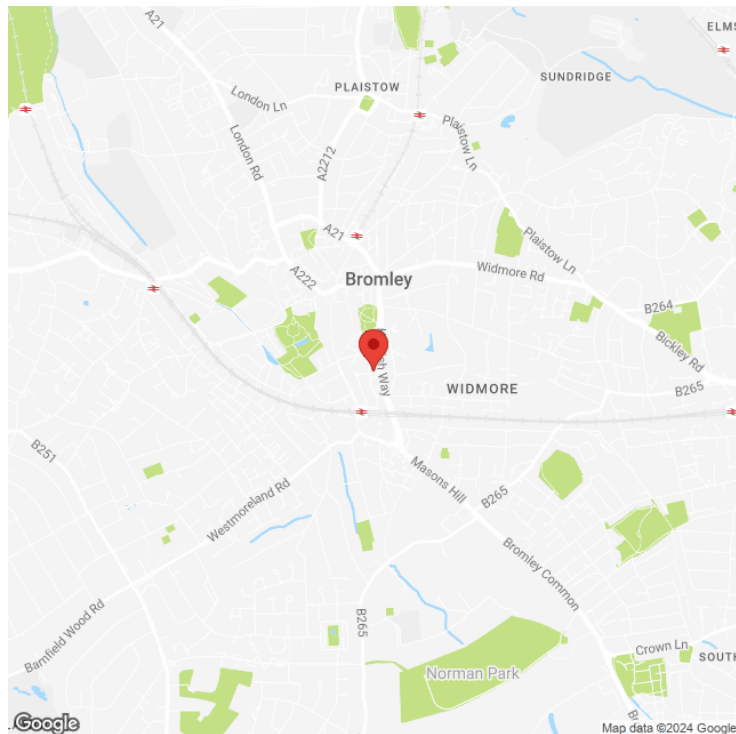 A21
ELMS
PLAISTOW
SUNDRIDGE
London Ln
London Rd
A2212
Plaistow Ln
A21
Plaistow Ln
A222
Bromley
Widmore Rd
B264
Bickley Rd
sh Way
WIDMORE
B265
B251
Masons Hill
Westmoreland Rd
B265
Bromley Common
Barnfield Wood Rd
B265
Crown Ln
SOUTH
Norman Park
Google
Map data ©2024 Google